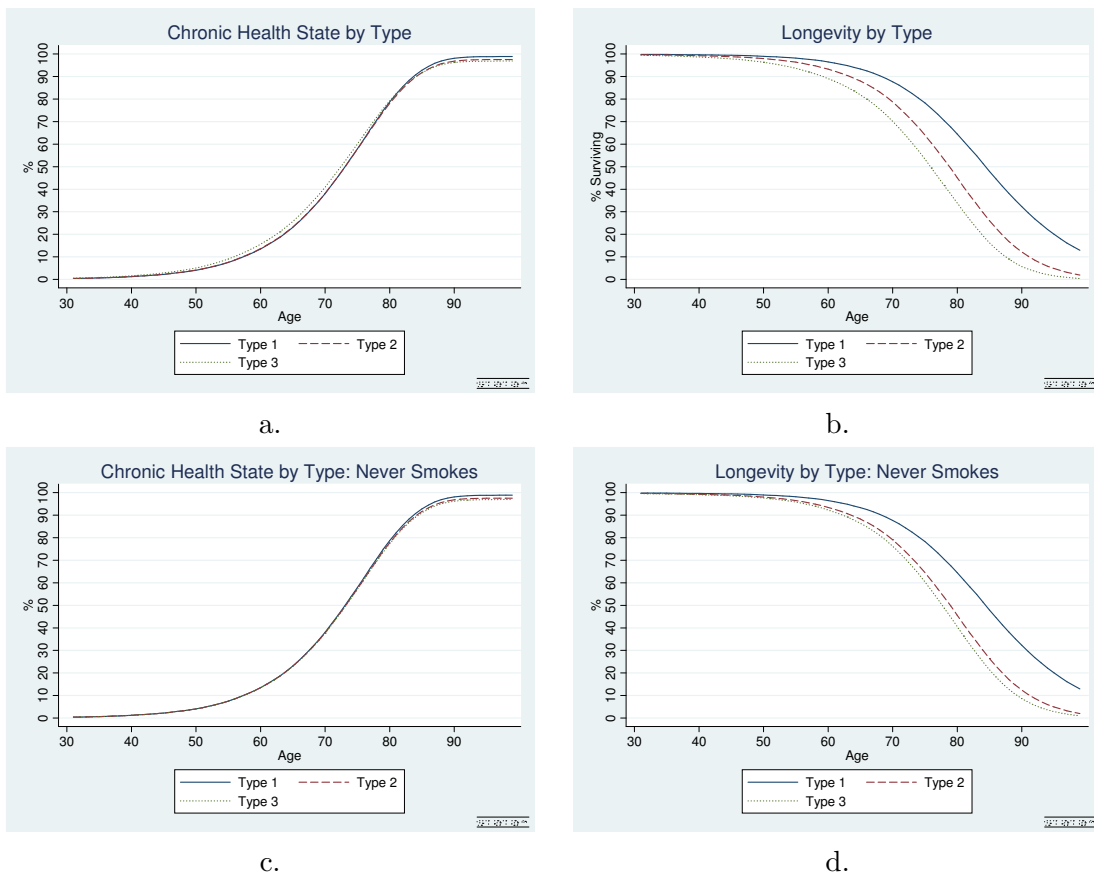 Chronic Health State by Type
%
0 10 20 30 40 50 60 70 80 90 100
30 40 50 60 70 80 90
Age
Type 1 Type 2
Type 3
a.
Longevity by Type
% Surviving
0 10 20 30 40 50 60 70 80 90 100
30 40 50 60 70 80 90
Age
Type 1 Type 2
Type 3
b.
Chronic Health State by Type: Never Smokes
%
0 10 20 30 40 50 60 70 80 90 100
30 40 50 60 70 80 90
Age
Type 1 Type 2
Type 3
c.
Longevity by Type: Never Smokes
%
0 10 20 30 40 50 60 70 80 90 100
30 40 50 60 70 80 90
Age
Type 1 Type 2
Type 3
d.